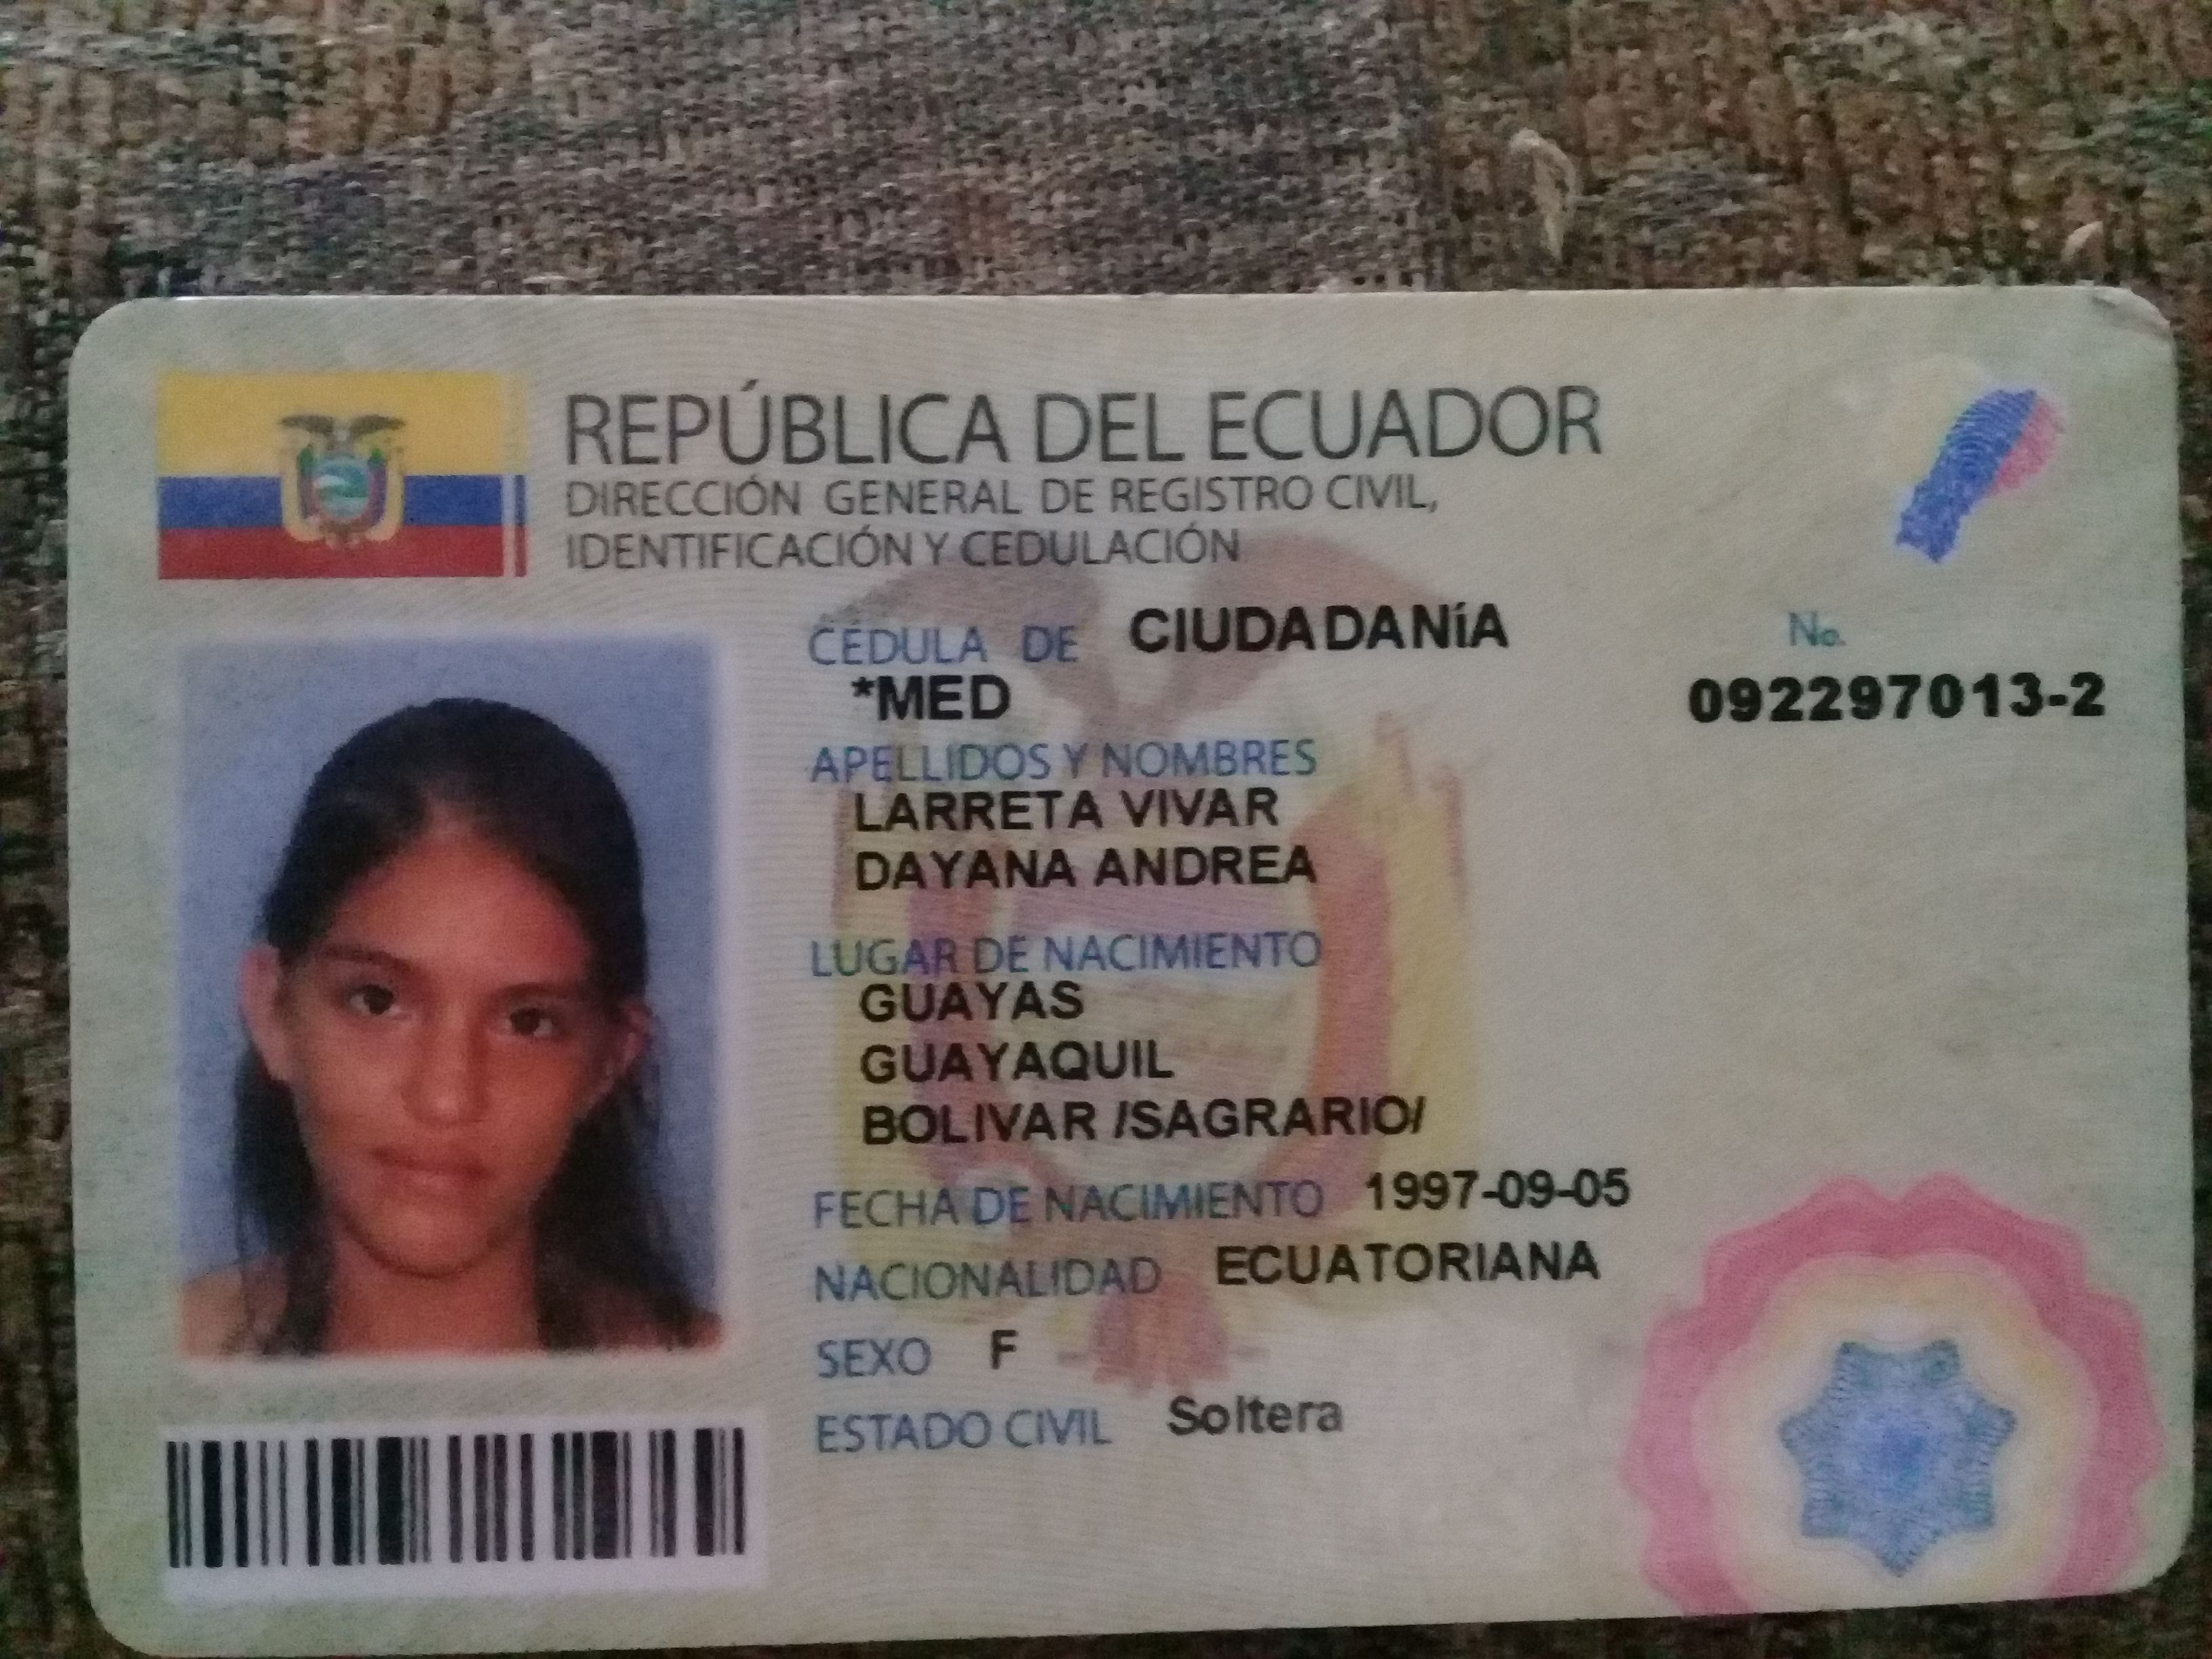 REPÚBLICA DEL ECUADOR
DIRECCIÓN GENERAL DE REGISTRO CIVIL,
IDENTIFICACIÓN Y CEDULACIÓN
CÉDULA DE CIUDADANíA
No.
*MED
092297013-2
APELLIDOS Y NOMBRES
LARRETA VIVAR
DAYANA ANDREA
LUGAR DE NACIMIENTO
GUAYAS
GUAYAQUIL
BOLIVAR /SAGRARIO/
FECHA DE NACIMIENTO 1997-09-05
NACIONALIDAD ECUATORIANA
SEXO F
ESTADO CIVIL Soltera